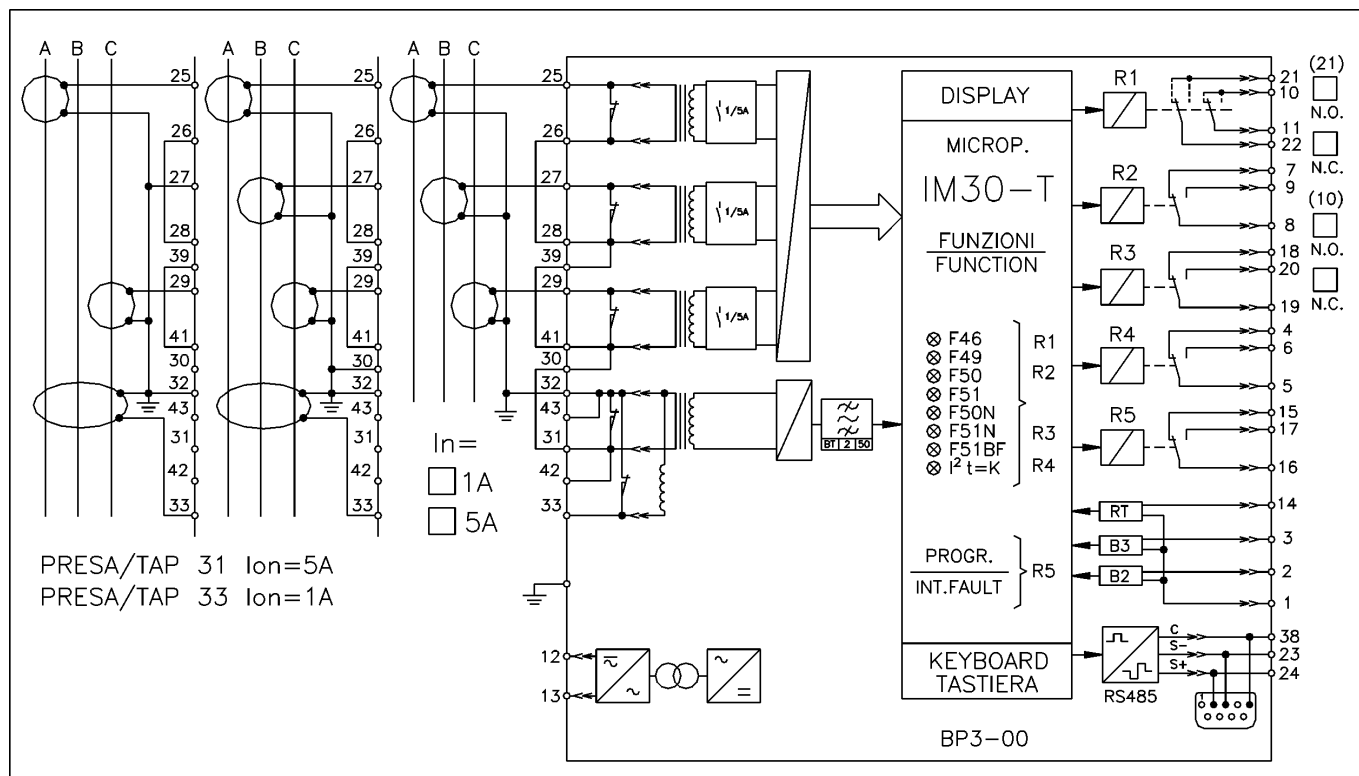 A B C
A B C
A B C
25
26
27
28
39
29
41
30
32
43
31
42
33
25
26
27
28
39
29
41
30
32
43
31
42
33
25
26
27
28
39
29
41
30
32
43
31
42
33
12
13
In=
1A
5A
PRESA/TAP 31 Ion=5A
PRESA/TAP 33 Ion=1A
1/5A
1/5A
1/5A
BT 2 50
DISPLAY
MICROP.
IM30-T
FUNZIONI
FUNCTION
F46
F49
F50
F51
F50N
F51N
F51BF
I² t=K
R1
R2
R3
R4
PROGR.
INT.FAULT
R5
KEYBOARD
TASTIERA
R1
R2
R3
R4
R5
RT
B3
B2
C
S-
S+
RS485
1
BP3-00
21
10
11
22
7
9
8
18
20
19
4
6
5
15
17
16
14
3
2
1
38
23
24
(21)
N.O.
N.C.
(10)
N.O.
N.C.